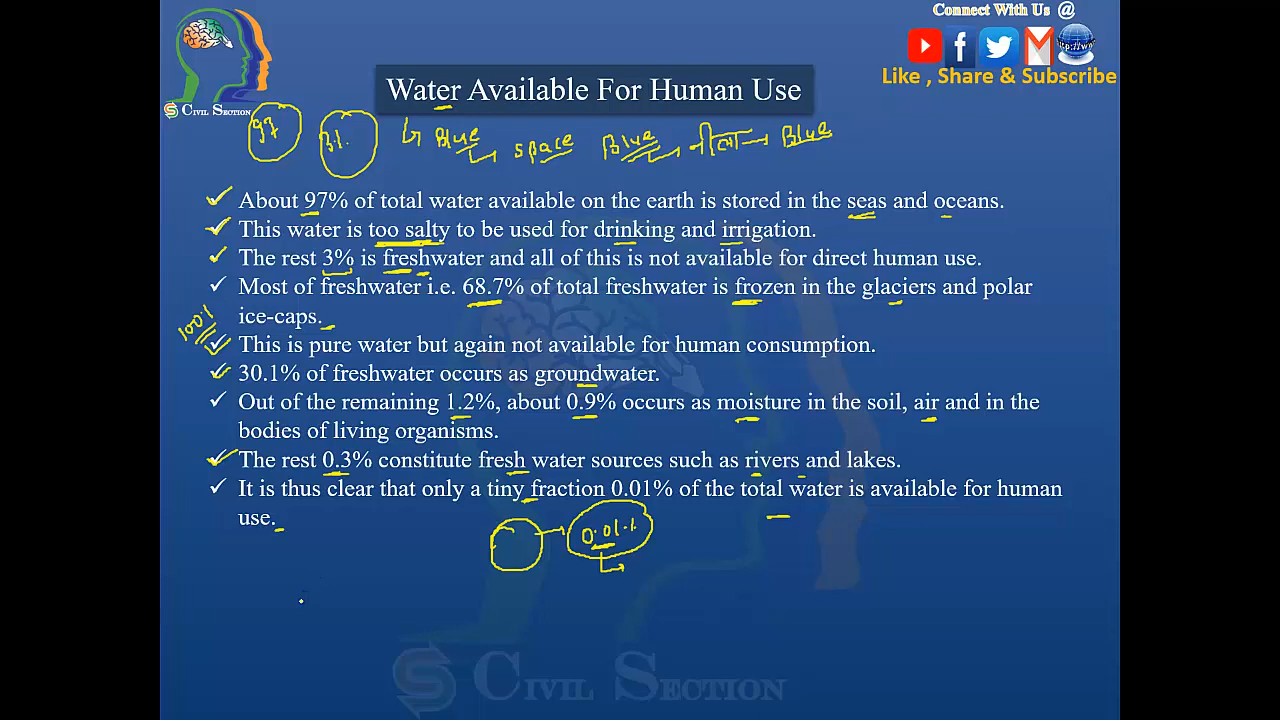 Connect With Us @
http://www
Like , Share & Subscribe
CIVIL SECTION
Water Available For Human Use
97 3%. Blue space Blue नीला Blue
About 97% of total water available on the earth is stored in the seas and oceans.
This water is too salty to be used for drinking and irrigation.
The rest 3% is freshwater and all of this is not available for direct human use.
Most of freshwater i.e. 68.7% of total freshwater is frozen in the glaciers and polar
ice-caps.
100%
This is pure water but again not available for human consumption.
30.1% of freshwater occurs as groundwater.
Out of the remaining 1.2%, about 0.9% occurs as moisture in the soil, air and in the
bodies of living organisms.
The rest 0.3% constitute fresh water sources such as rivers and lakes.
It is thus clear that only a tiny fraction 0.01% of the total water is available for human
use.
0.01%
CIVIL SECTION